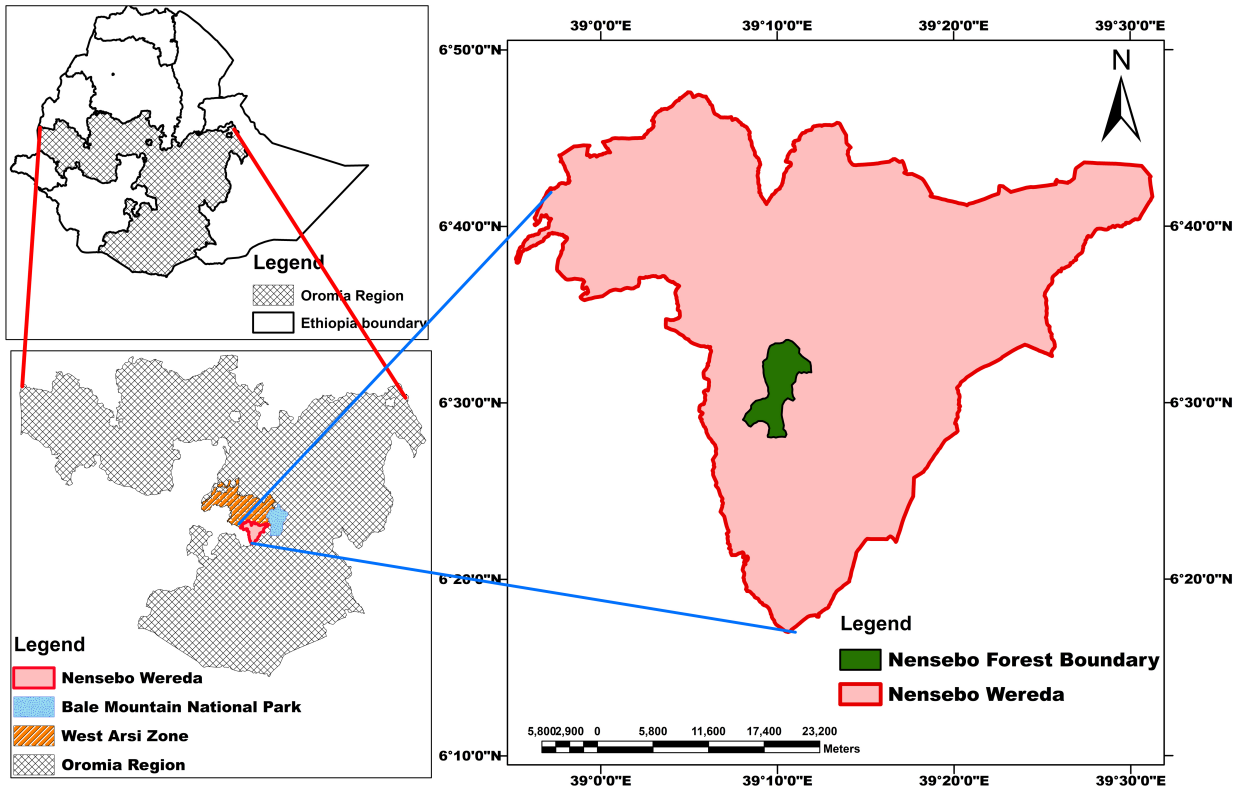 Legend
Oromia Region
Ethiopia boundary
Legend
Nensebo Wereda
Bale Mountain National Park
West Arsi Zone
Oromia Region
39°0'0"E 39°10'0"E 39°20'0"E 39°30'0"E
6°50'0"N
N
6°40'0"N 6°40'0"N
6°30'0"N 6°30'0"N
6°20'0"N 6°20'0"N
Legend
Nensebo Forest Boundary
Nensebo Wereda
5,8002,900 0 5,800 11,600 17,400 23,200
Meters
6°10'0"N 6°10'0"N
39°0'0"E 39°10'0"E 39°20'0"E 39°30'0"E